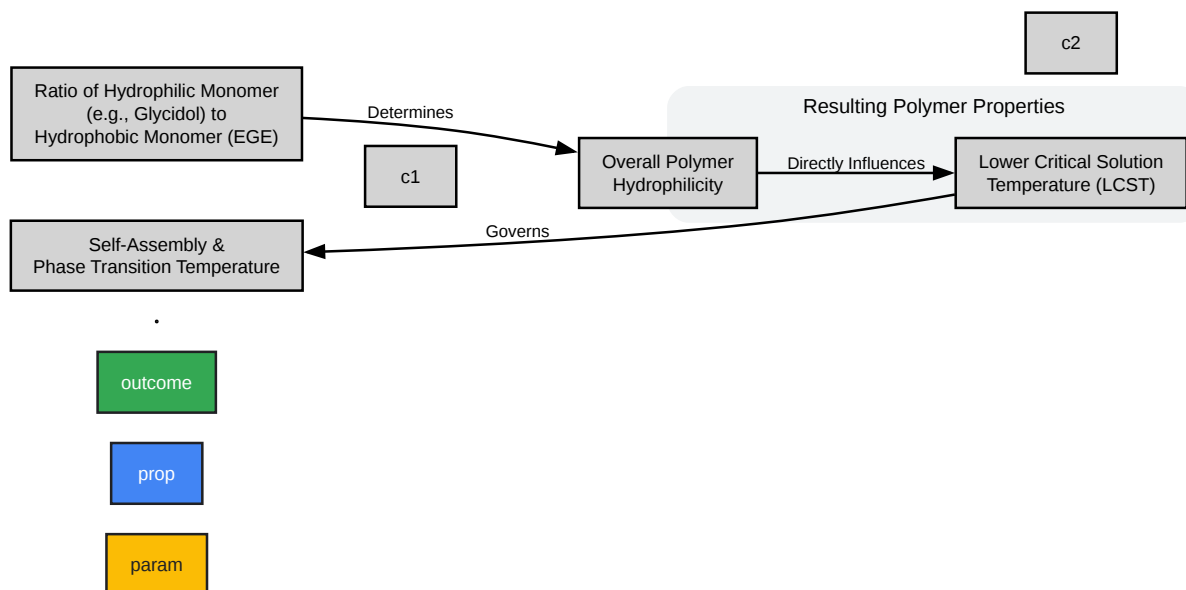 c2
Ratio of Hydrophilic Monomer
(e.g., Glycidol) to
Hydrophobic Monomer (EGE)
Determines
Resulting Polymer Properties
c1
Overall Polymer
Hydrophilicity
Directly Influences
Lower Critical Solution
Temperature (LCST)
Governs
Self-Assembly &
Phase Transition Temperature
.
outcome
prop
param